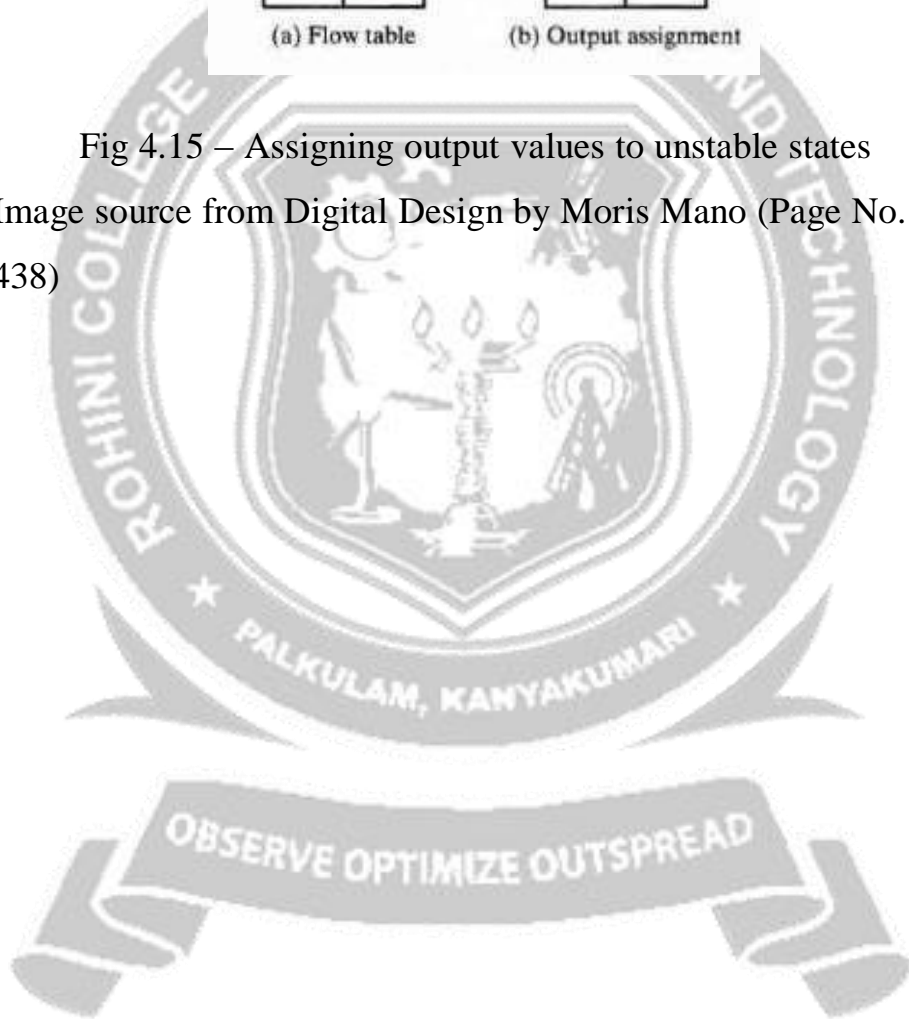 (a) Flow table
(b) Output assignment
Fig 4.15 – Assigning output values to unstable states
Image source from Digital Design by Moris Mano (Page No.
438)
ROHINI COLLEGE
ND TECHNOLOGY
PALKULAM, KANYAKUMARI
OBSERVE OPTIMIZE OUTSPREAD